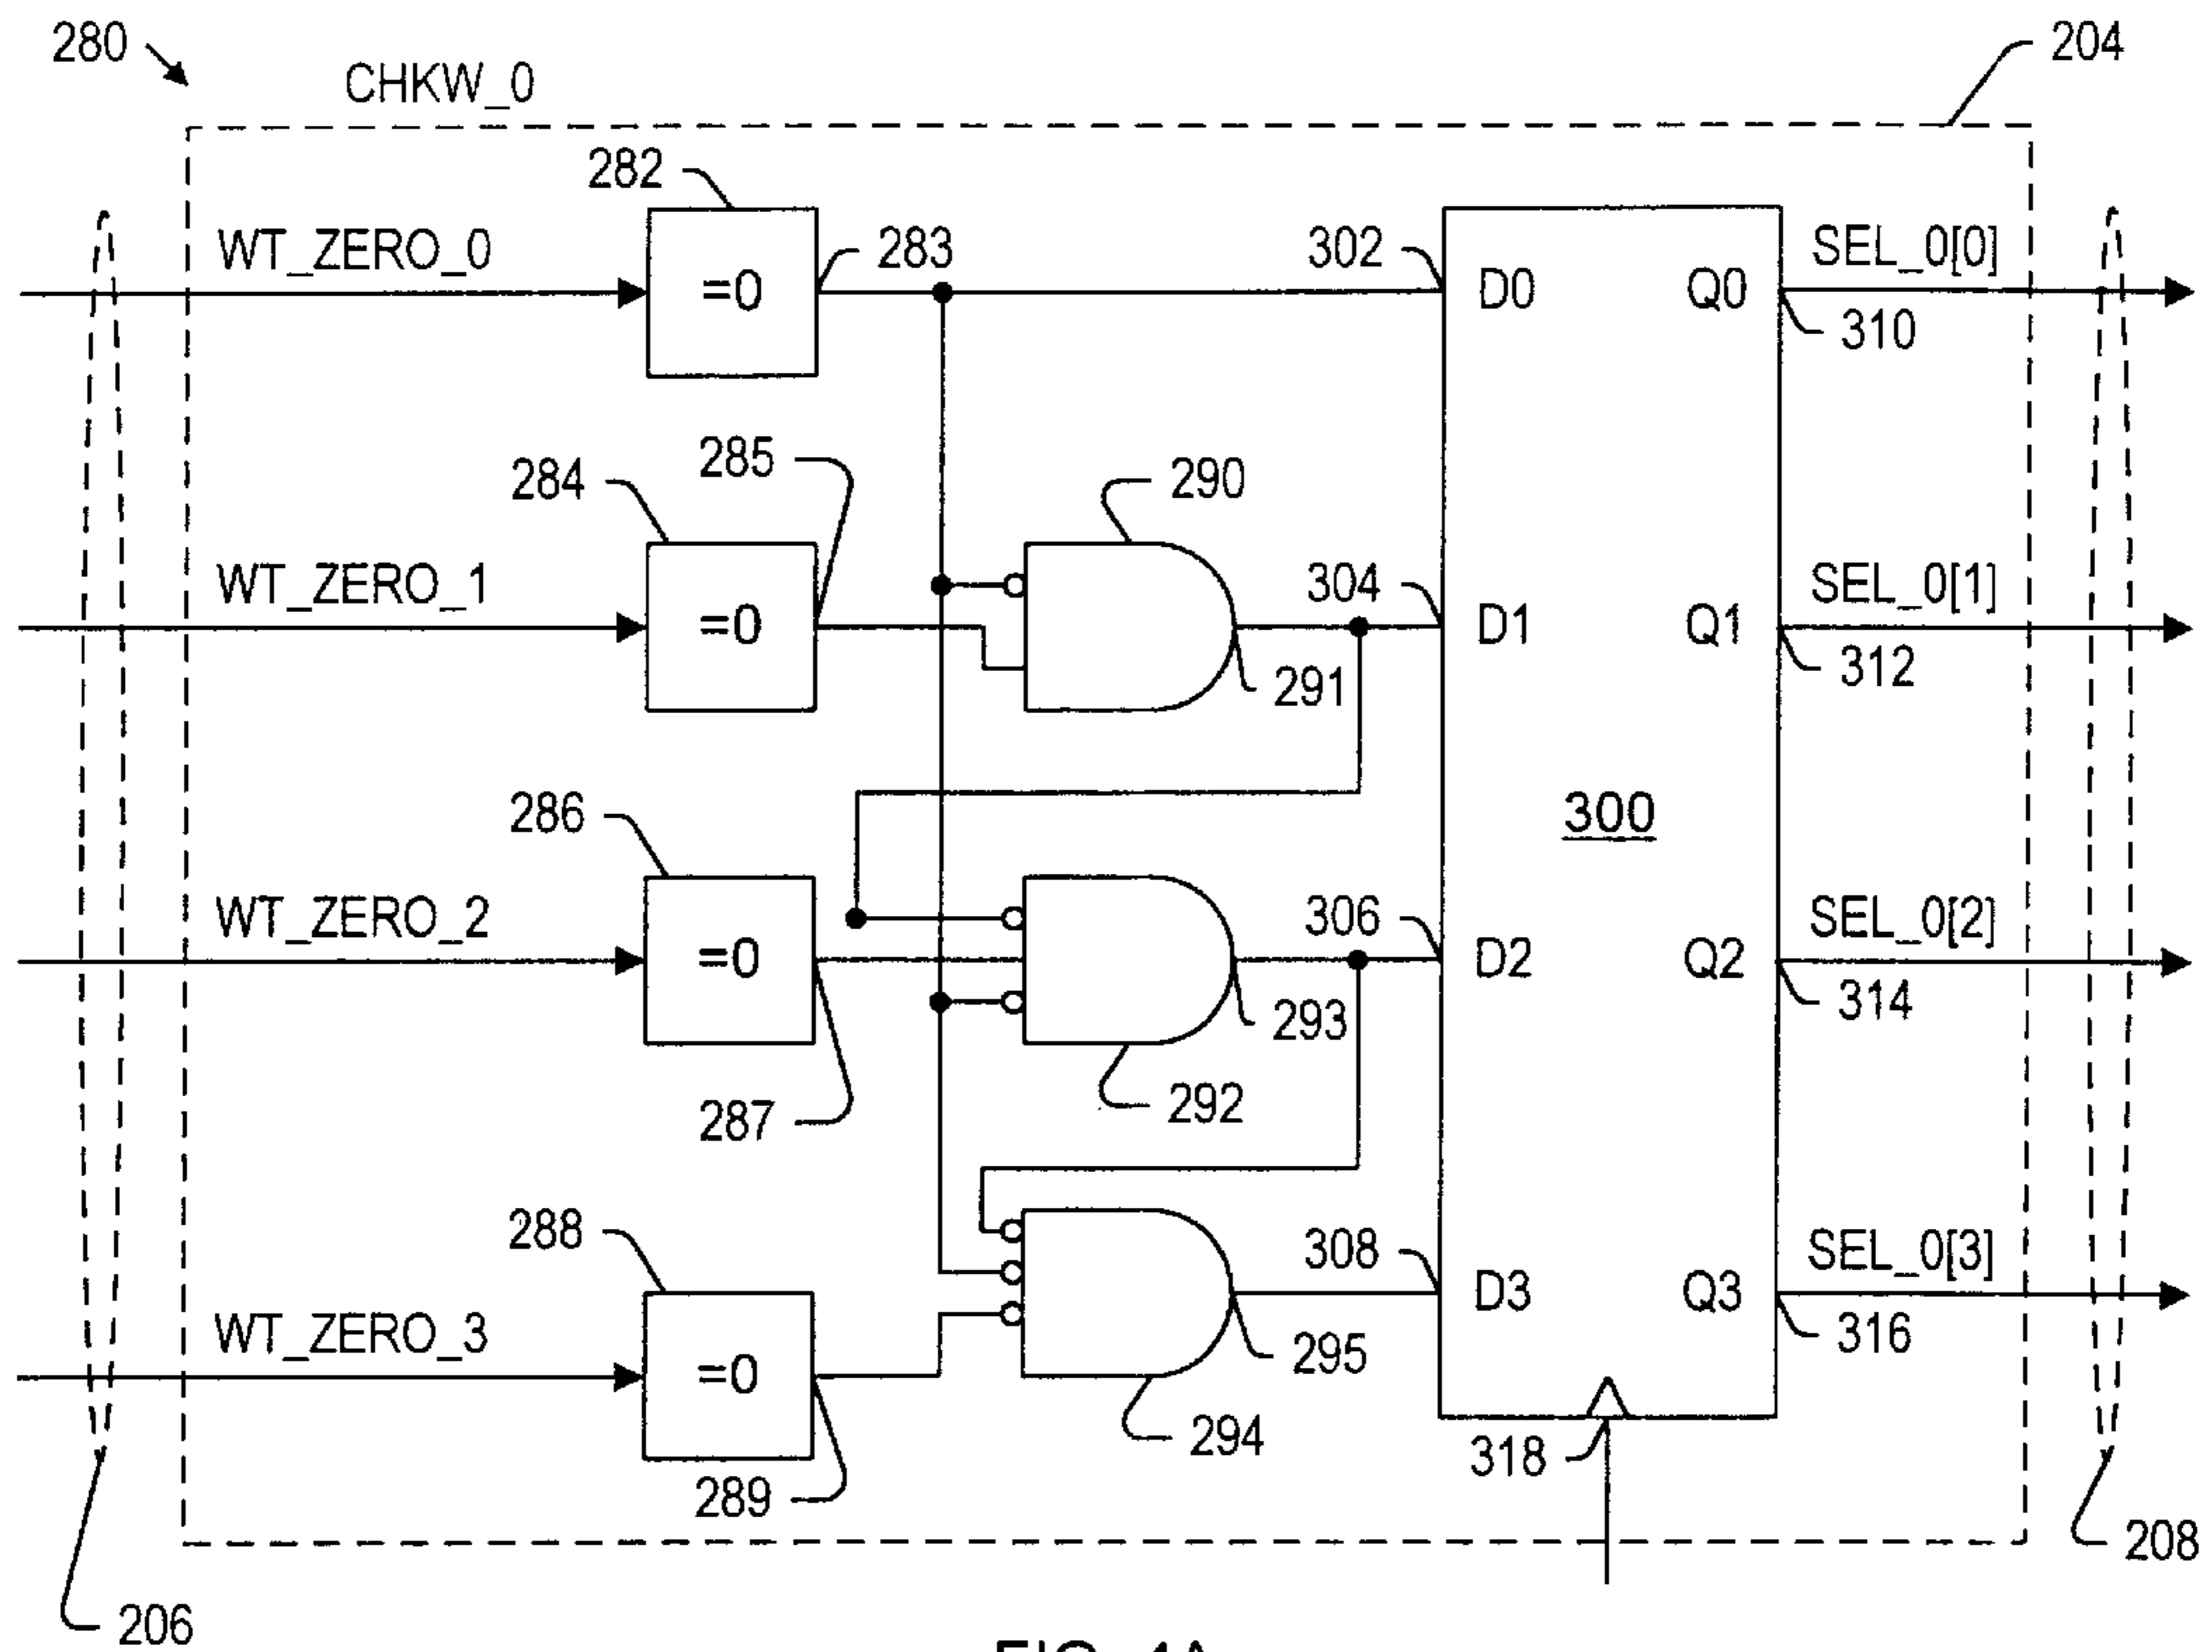 280
CHKW_0
204
282
WT_ZERO_0
=0
283
302
D0
Q0
SEL_0[0]
310
284
285
290
WT_ZERO_1
=0
291
304
D1
Q1
SEL_0[1]
312
286
WT_ZERO_2
=0
287
293
292
306
D2
300
Q2
SEL_0[2]
314
288
WT_ZERO_3
=0
289
295
294
308
D3
Q3
SEL_0[3]
316
318
206
208
FIG. 4A